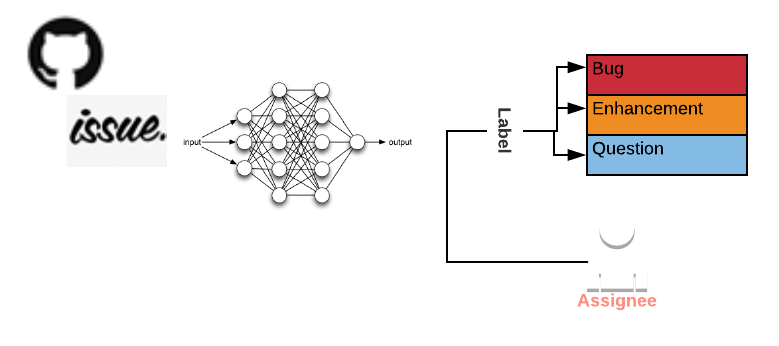 issue.
input
output
Label
Bug
Enhancement
Question
Assignee